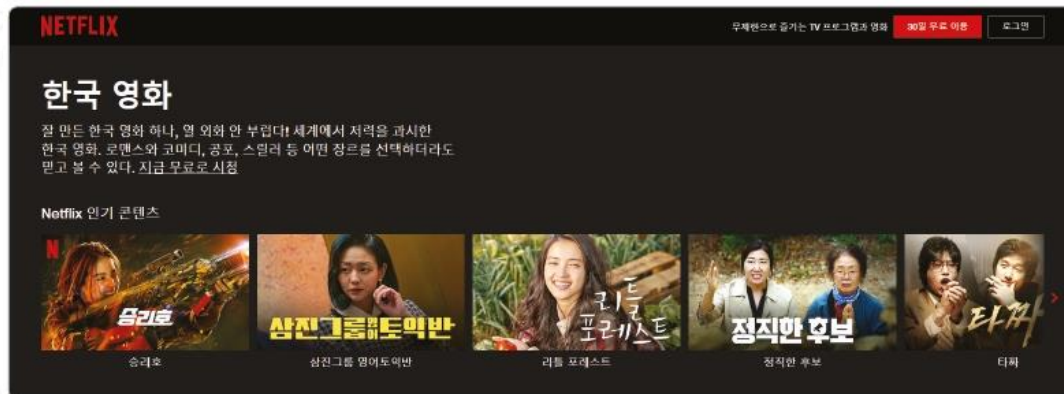 NETFLIX
무제한으로 즐기는 TV 프로그램과 영화 30일 무료 이용 로그인
한국 영화
잘 만든 한국 영화 하나, 열 외화 안 부럽다! 세계에서 저력을 과시한
한국 영화. 로맨스와 코미디, 공포, 스릴러 등 어떤 장르를 선택하더라도
믿고 볼 수 있다. 지금 무료로 시청
Netflix 인기 콘텐츠
N
승리호 삼진그룹 영어 토익반 리틀 포레스트 정직한 후보 타짜
승리호 삼진그룹 영어토익반 리틀 포레스트 정직한 후보 타짜